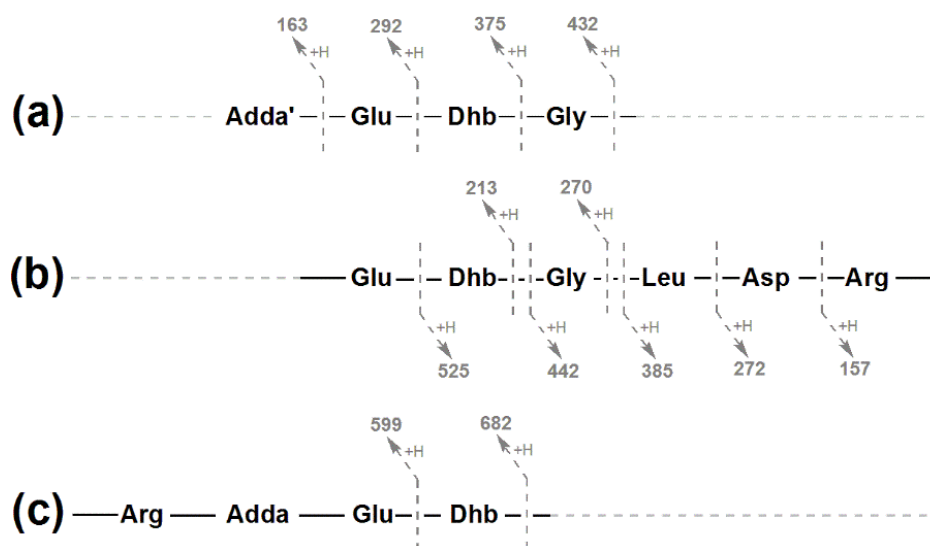 163 292 375 432
+H +H +H +H
(a) Adda' Glu Dhb Gly
213 270
+H +H
(b) Glu Dhb Gly Leu Asp Arg
+H +H +H +H +H
525 442 385 272 157
599 682
+H +H
(c) Arg Adda Glu Dhb